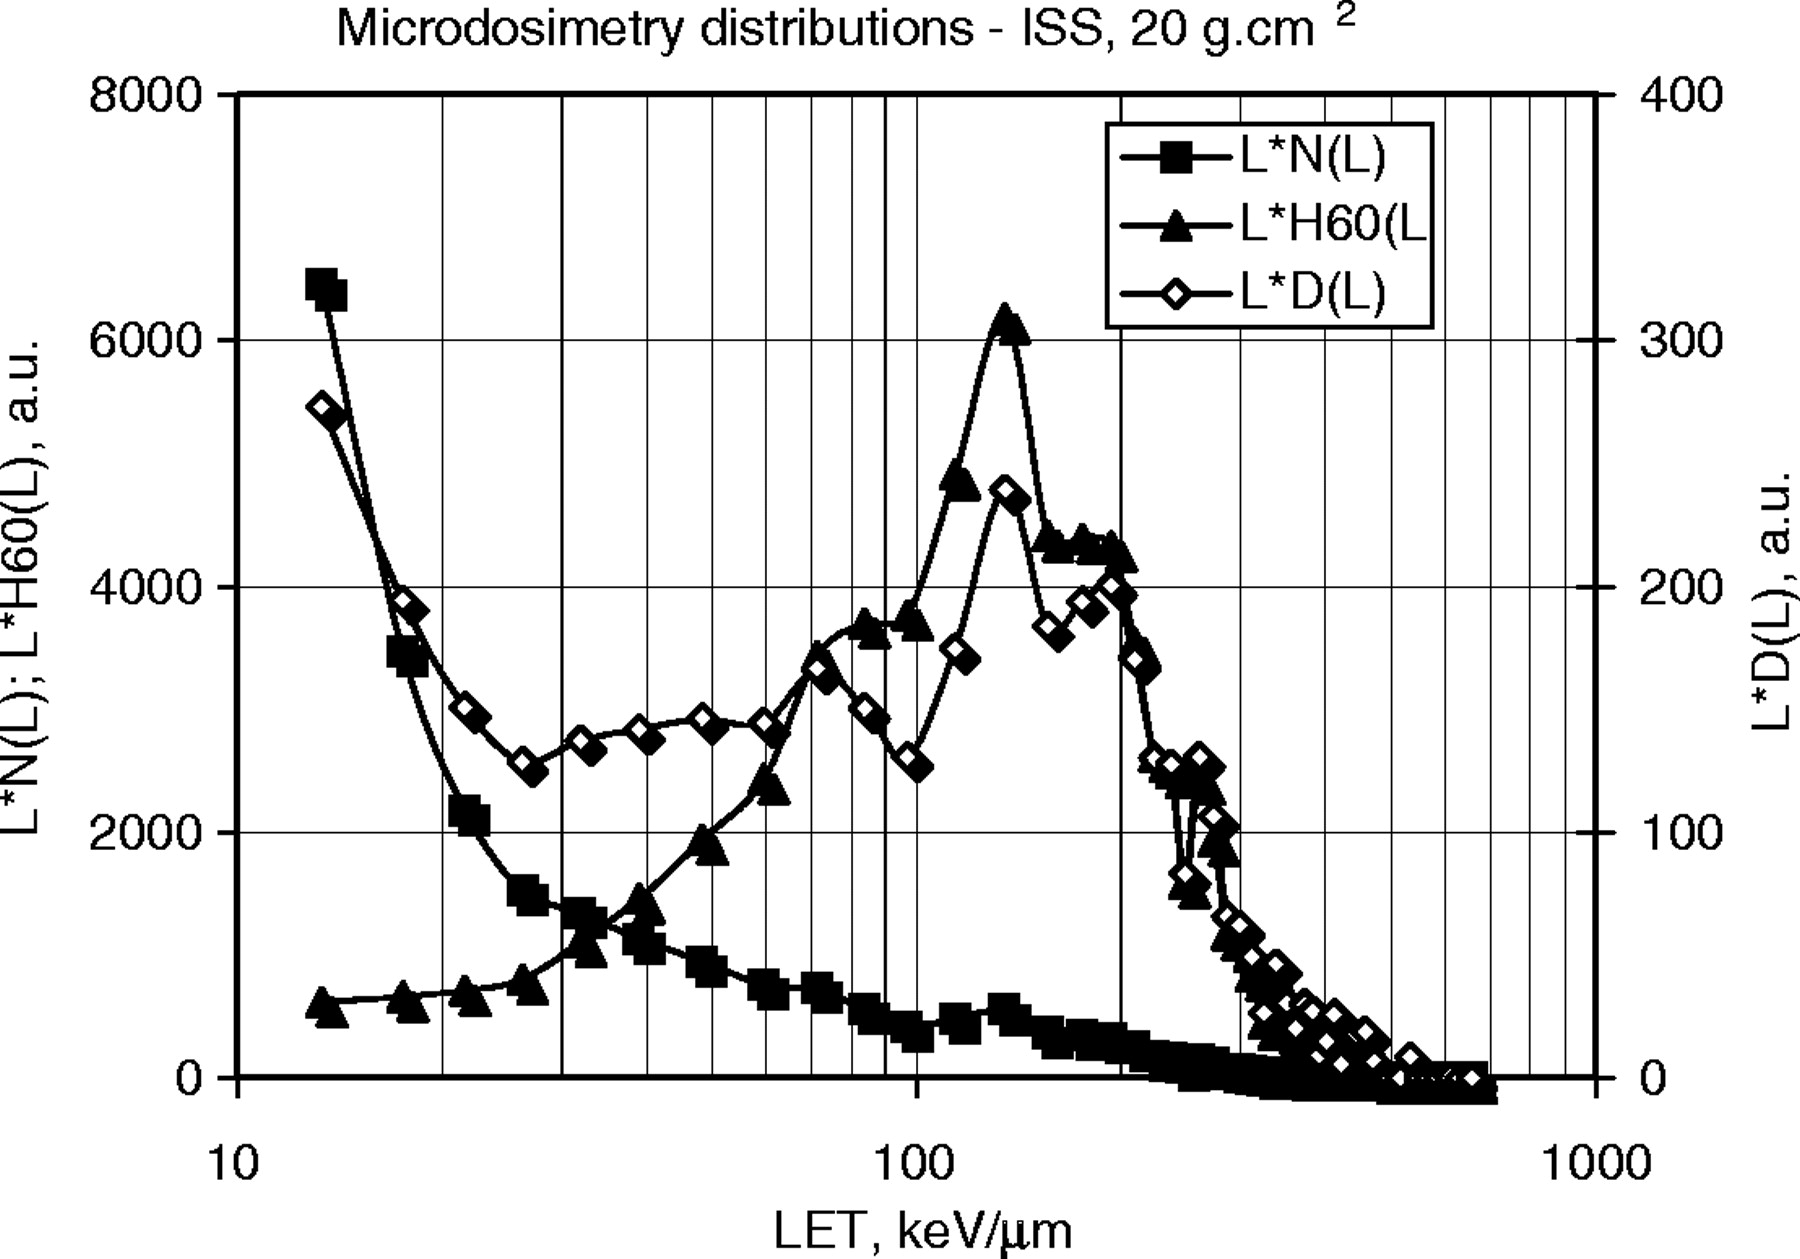 Microdosimetry distributions - ISS, 20 g.cm 2
8000
6000
4000
2000
0
L*N(L); L*H60(L), a.u.
400
300
200
100
0
L*D(L), a.u.
L*N(L)
L*H60(L
L*D(L)
10
100
1000
LET, keV/μm